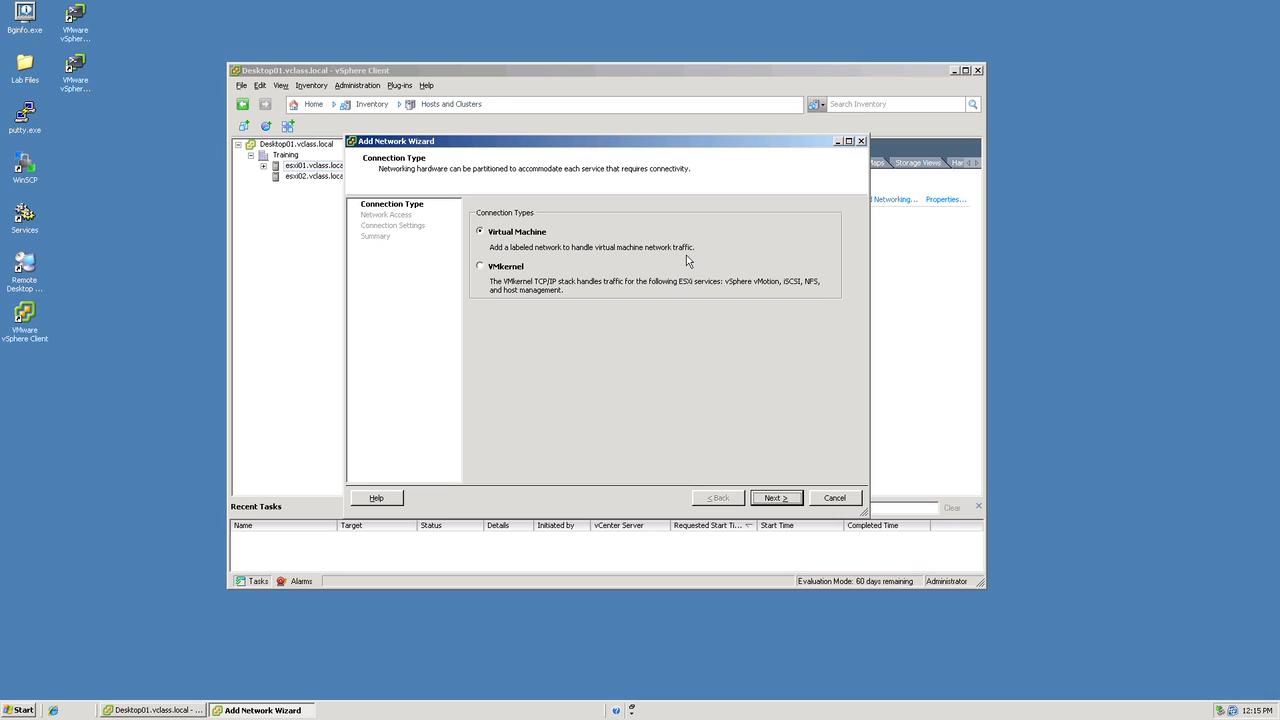 Bginfo.exe
VMware
vSpher...
Lab Files
VMware
vSpher...
putty.exe
WinSCP
Services
Remote
Desktop ...
VMware
vSphere Client
Desktop01.vclass.local - vSphere Client
File Edit View Inventory Administration Plug-ins Help
Home Inventory Hosts and Clusters
Search Inventory
Desktop01.vclass.local
Training
esxi01.vclass.loca
esxi02.vclass.loca
Maps Storage Views Har
Networking... Properties...
Add Network Wizard
Connection Type
Networking hardware can be partitioned to accommodate each service that requires connectivity.
Connection Type
Network Access
Connection Settings
Summary
Connection Types
Virtual Machine
Add a labeled network to handle virtual machine network traffic.
VMkernel
The VMkernel TCP/IP stack handles traffic for the following ESXi services: vSphere vMotion, iSCSI, NFS,
and host management.
Help < Back Next > Cancel
Recent Tasks
Clear
Name Target Status Details Initiated by vCenter Server Requested Start Ti... Start Time Completed Time
Tasks Alarms
Evaluation Mode: 60 days remaining Administrator
Start
Desktop01.vclass.local - ...
Add Network Wizard
12:15 PM